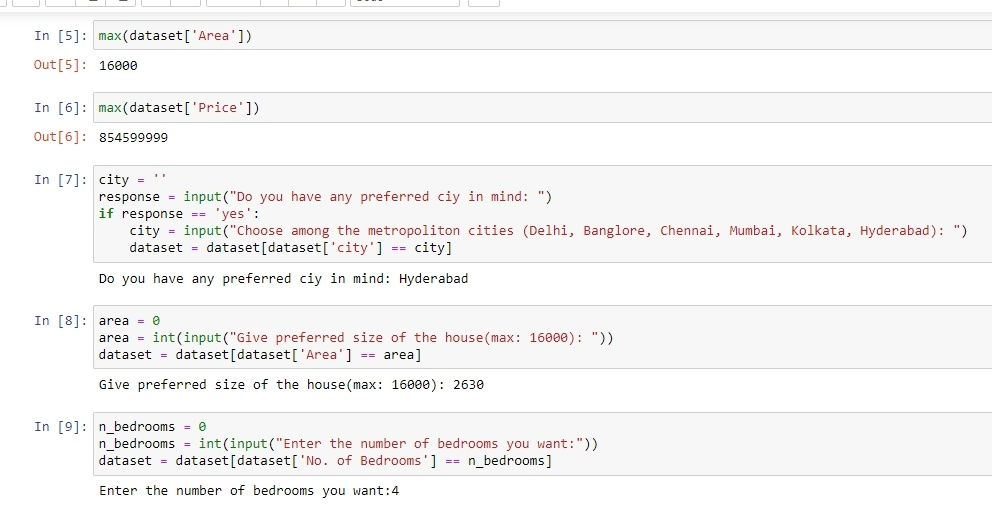 In [5]: max(dataset['Area'])
Out[5]: 16000
In [6]: max(dataset['Price'])
Out[6]: 854599999
In [7]: city = ''
response = input("Do you have any preferred ciy in mind: ")
if response == 'yes':
    city = input("Choose among the metropoliton cities (Delhi, Banglore, Chennai, Mumbai, Kolkata, Hyderabad): ")
    dataset = dataset[dataset['city'] == city]
Do you have any preferred ciy in mind: Hyderabad
In [8]: area = 0
area = int(input("Give preferred size of the house(max: 16000): "))
dataset = dataset[dataset['Area'] == area]
Give preferred size of the house(max: 16000): 2630
In [9]: n_bedrooms = 0
n_bedrooms = int(input("Enter the number of bedrooms you want:"))
dataset = dataset[dataset['No. of Bedrooms'] == n_bedrooms]
Enter the number of bedrooms you want:4